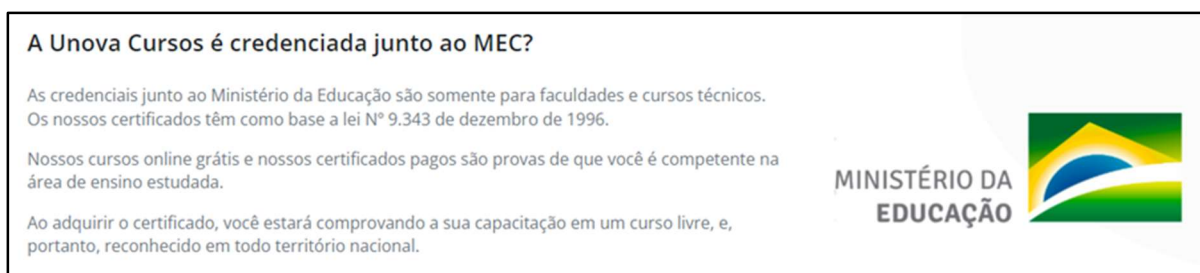 A Unova Cursos é credenciada junto ao MEC?
As credenciais junto ao Ministério da Educação são somente para faculdades e cursos técnicos.
Os nossos certificados têm como base a lei Nº 9.343 de dezembro de 1996.
Nossos cursos online grátis e nossos certificados pagos são provas de que você é competente na
área de ensino estudada.
Ao adquirir o certificado, você estará comprovando a sua capacitação em um curso livre, e,
portanto, reconhecido em todo território nacional.
MINISTÉRIO DA
EDUCAÇÃO